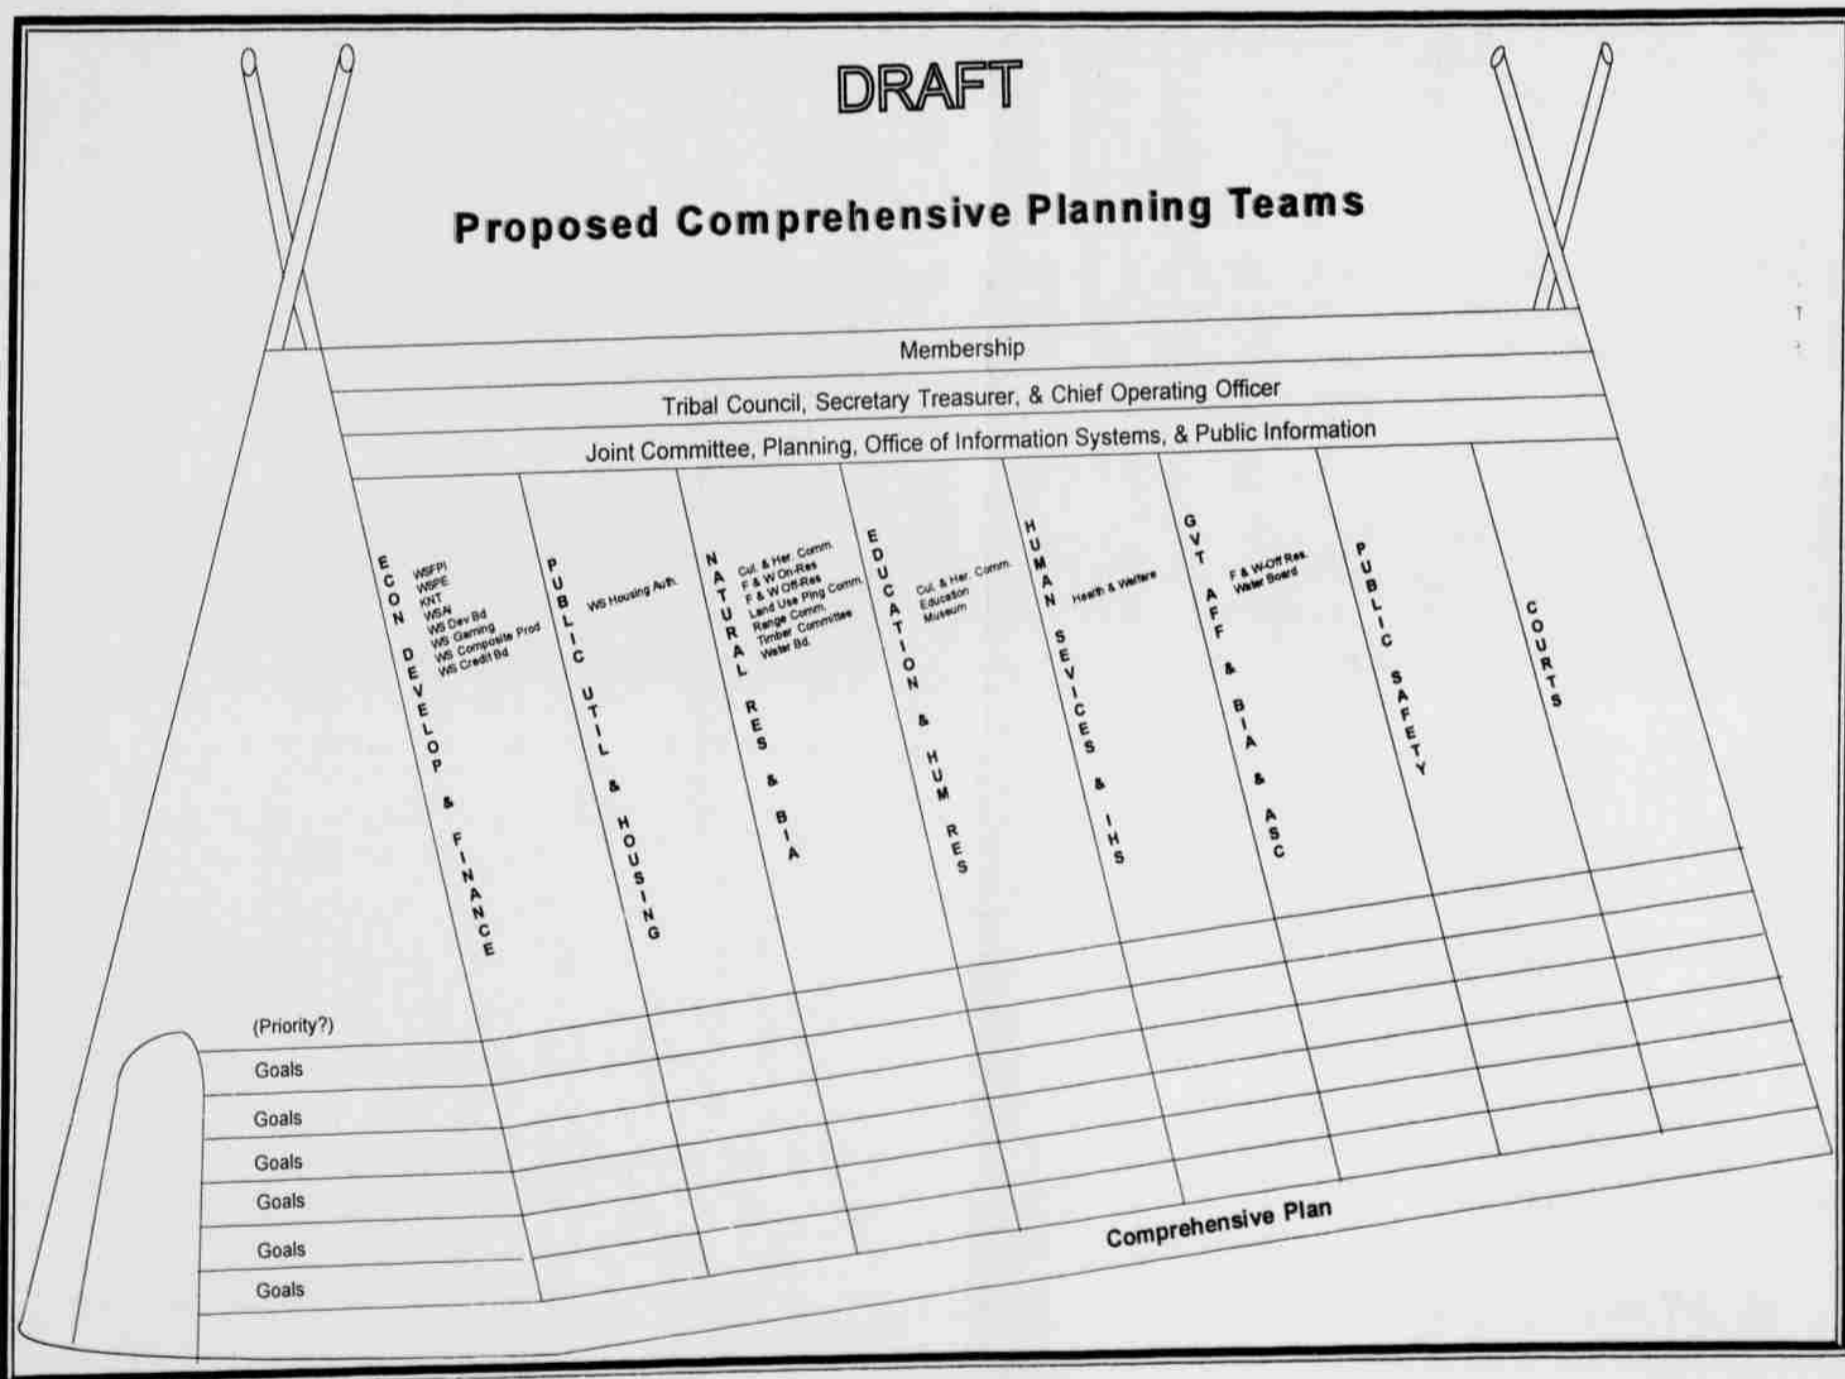 DRAFT
Proposed Comprehensive Planning Teams
Membership
Tribal Council, Secretary Treasurer, & Chief Operating Officer
Joint Committee, Planning, Office of Information Systems, & Public Information
ECON DEVELOP & FINANCE
WSFPI
WSPE
KNT
WSAI
WS Dev Bd
WS Gaming
WS Composite Prod
WS Credit Bd
PUBLIC UTIL & HOUSING
WS Housing Auth.
NATURAL RES & BIA
Cul. & Her. Comm.
F & W On-Res
F & W Off-Res
Land Use Plng Comm.
Range Comm.
Timber Committee
Water Bd.
EDUCATION & HUM RES
Cul. & Her. Comm.
Education
Museum
HUMAN SEVICES & IHS
Health & Welfare
GVT AFF & BIA & ASC
F & W-Off Res.
Water Board
PUBLIC SAFETY
COURTS
(Priority?)
Goals
Goals
Goals
Goals
Goals
Goals
Comprehensive Plan